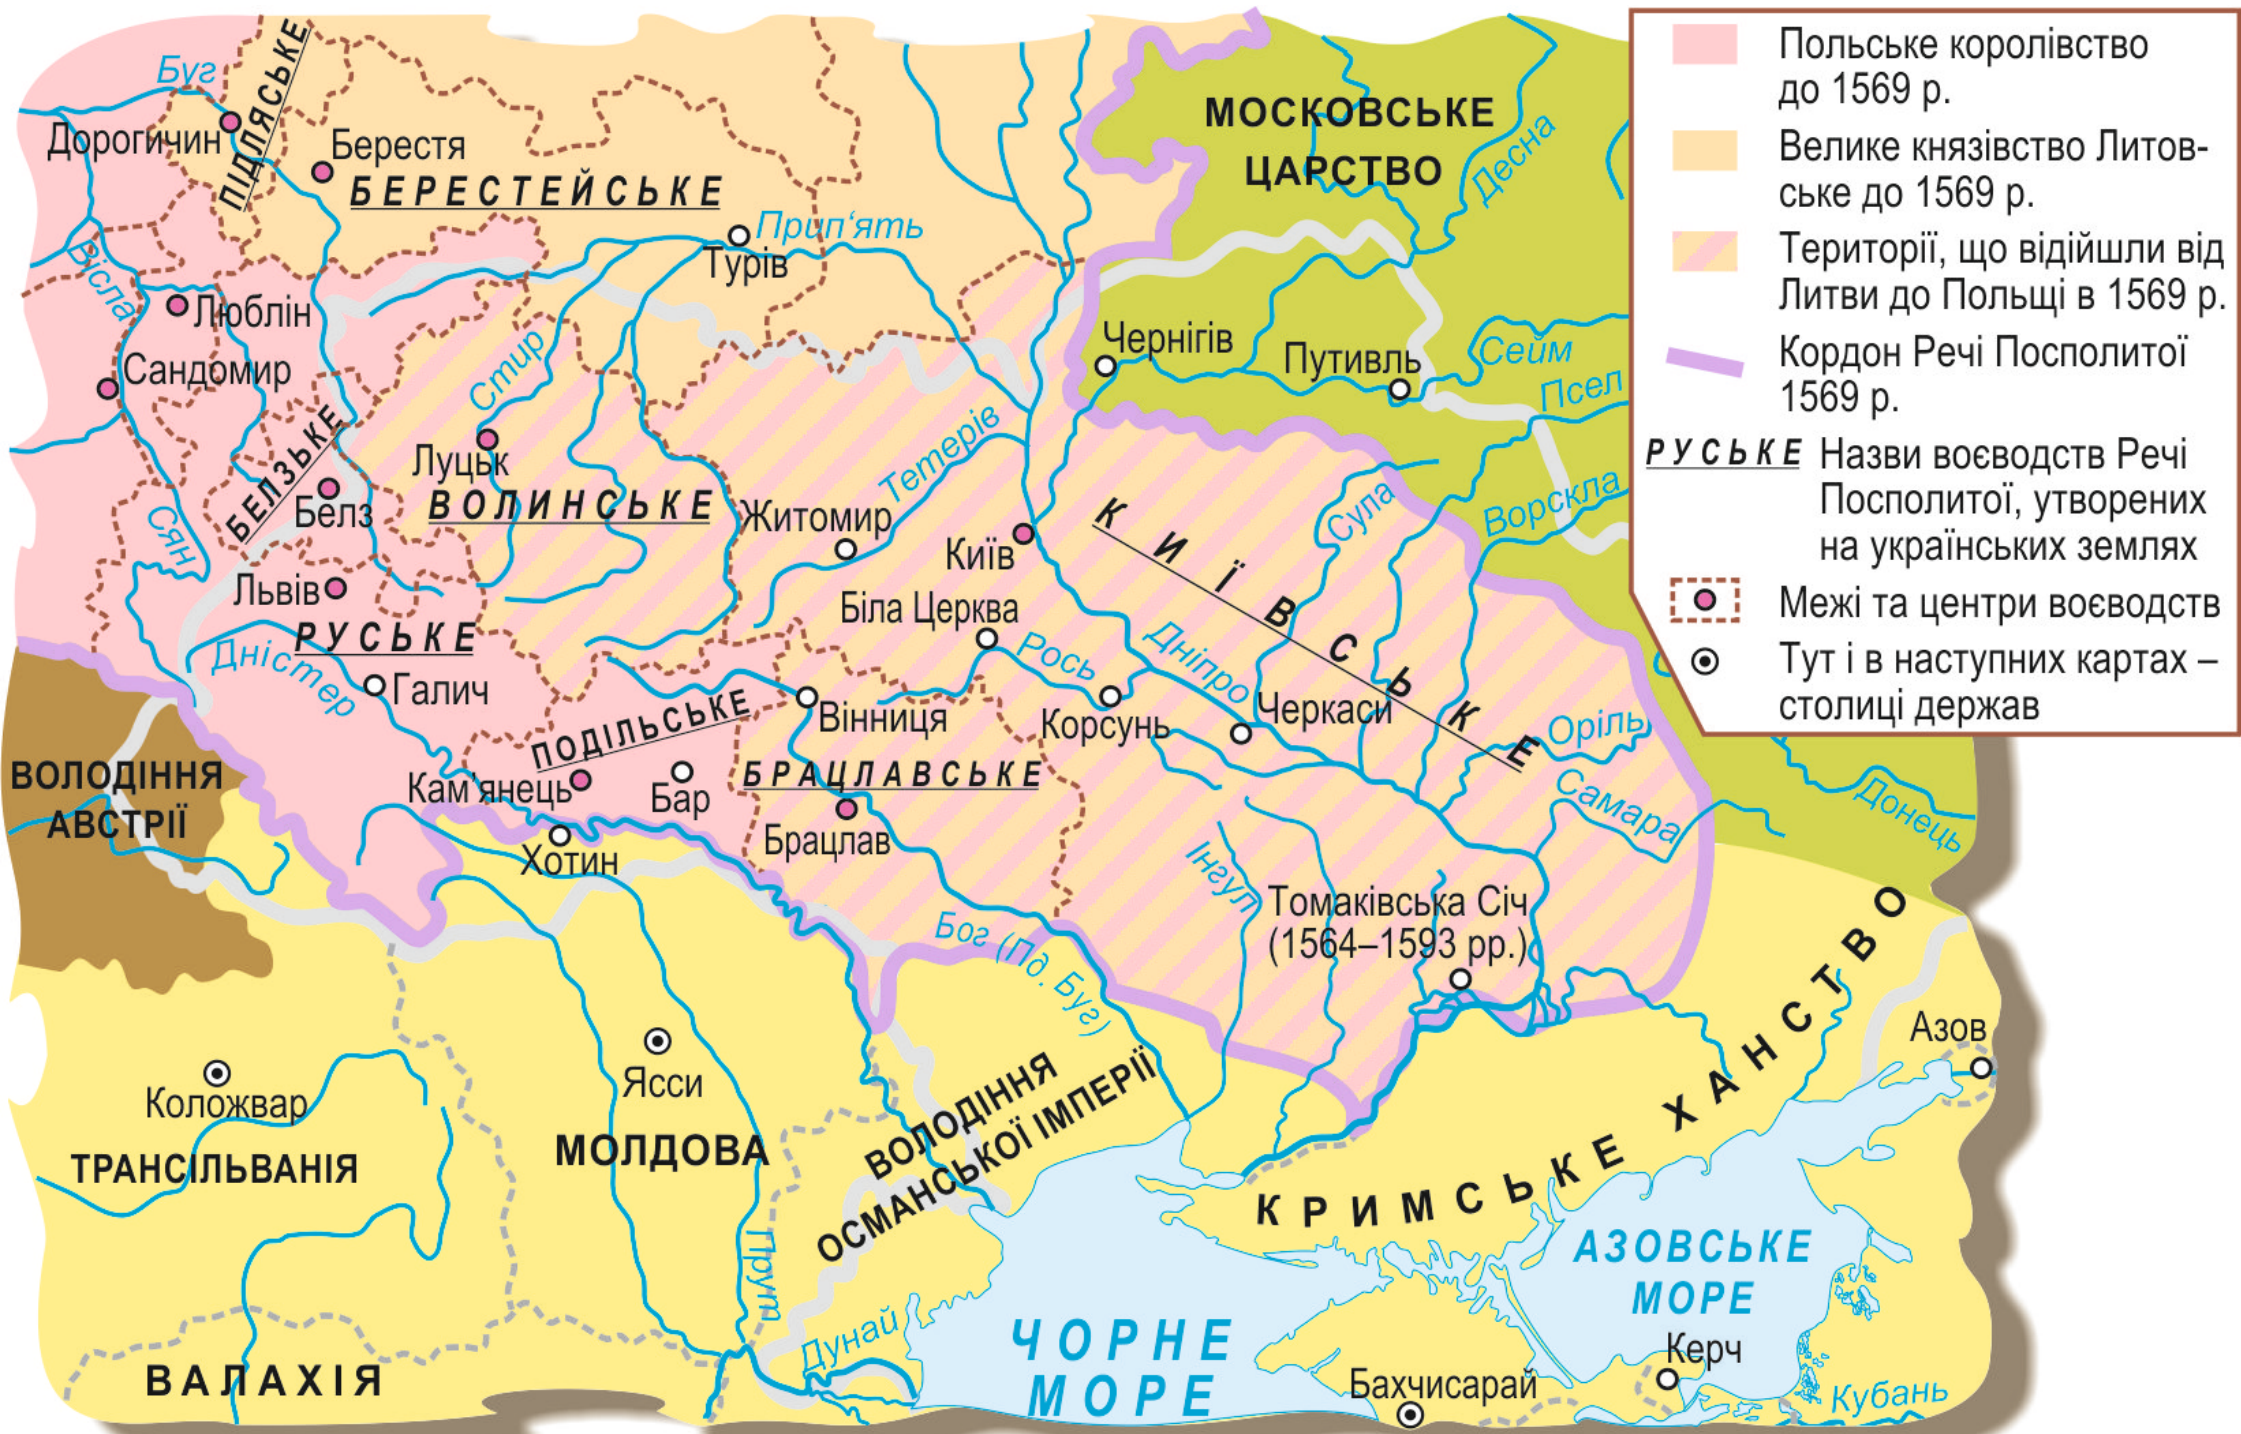 Буг
Дорогичин
ПІДЛЯСЬКЕ
Берестя
БЕРЕСТЕЙСЬКЕ
Прип‘ять
Турів
МОСКОВСЬКЕ
ЦАРСТВО
Десна
Вісла
Люблін
Сандомир
Стир
Чернігів
Путивль
Сейм
Псел
БЕЛЗЬКЕ
Белз
Луцьк
ВОЛИНСЬКЕ
Тетерів
Житомир
Київ
КИЇВСЬКЕ
Сула
Ворскла
Сян
Львів
РУСЬКЕ
Дністер
Галич
Біла Церква
Рось
Дніпро
Корсунь
Черкаси
Оріль
Самара
Донець
ПОДІЛЬСЬКЕ
Вінниця
Кам’янець
Бар
БРАЦЛАВСЬКЕ
Брацлав
Хотин
ВОЛОДІННЯ
АВСТРІЇ
Інгул
Томаківська Січ
(1564–1593 рр.)
Бог (Пд. Буг)
Коложвар
ТРАНСІЛЬВАНІЯ
Ясси
МОЛДОВА
ВОЛОДІННЯ
ОСМАНСЬКОЇ ІМПЕРІЇ
КРИМСЬКЕ ХАНСТВО
Азов
Прут
Дунай
ВАЛАХІЯ
ЧОРНЕ
МОРЕ
АЗОВСЬКЕ
МОРЕ
Керч
Бахчисарай
Кубань
Польське королівство
до 1569 р.
Велике князівство Литов-
ське до 1569 р.
Території, що відійшли від
Литви до Польщі в 1569 р.
Кордон Речі Посполитої
1569 р.
РУСЬКЕ Назви воєводств Речі
Посполитої, утворених
на українських землях
Межі та центри воєводств
Тут і в наступних картах –
столиці держав